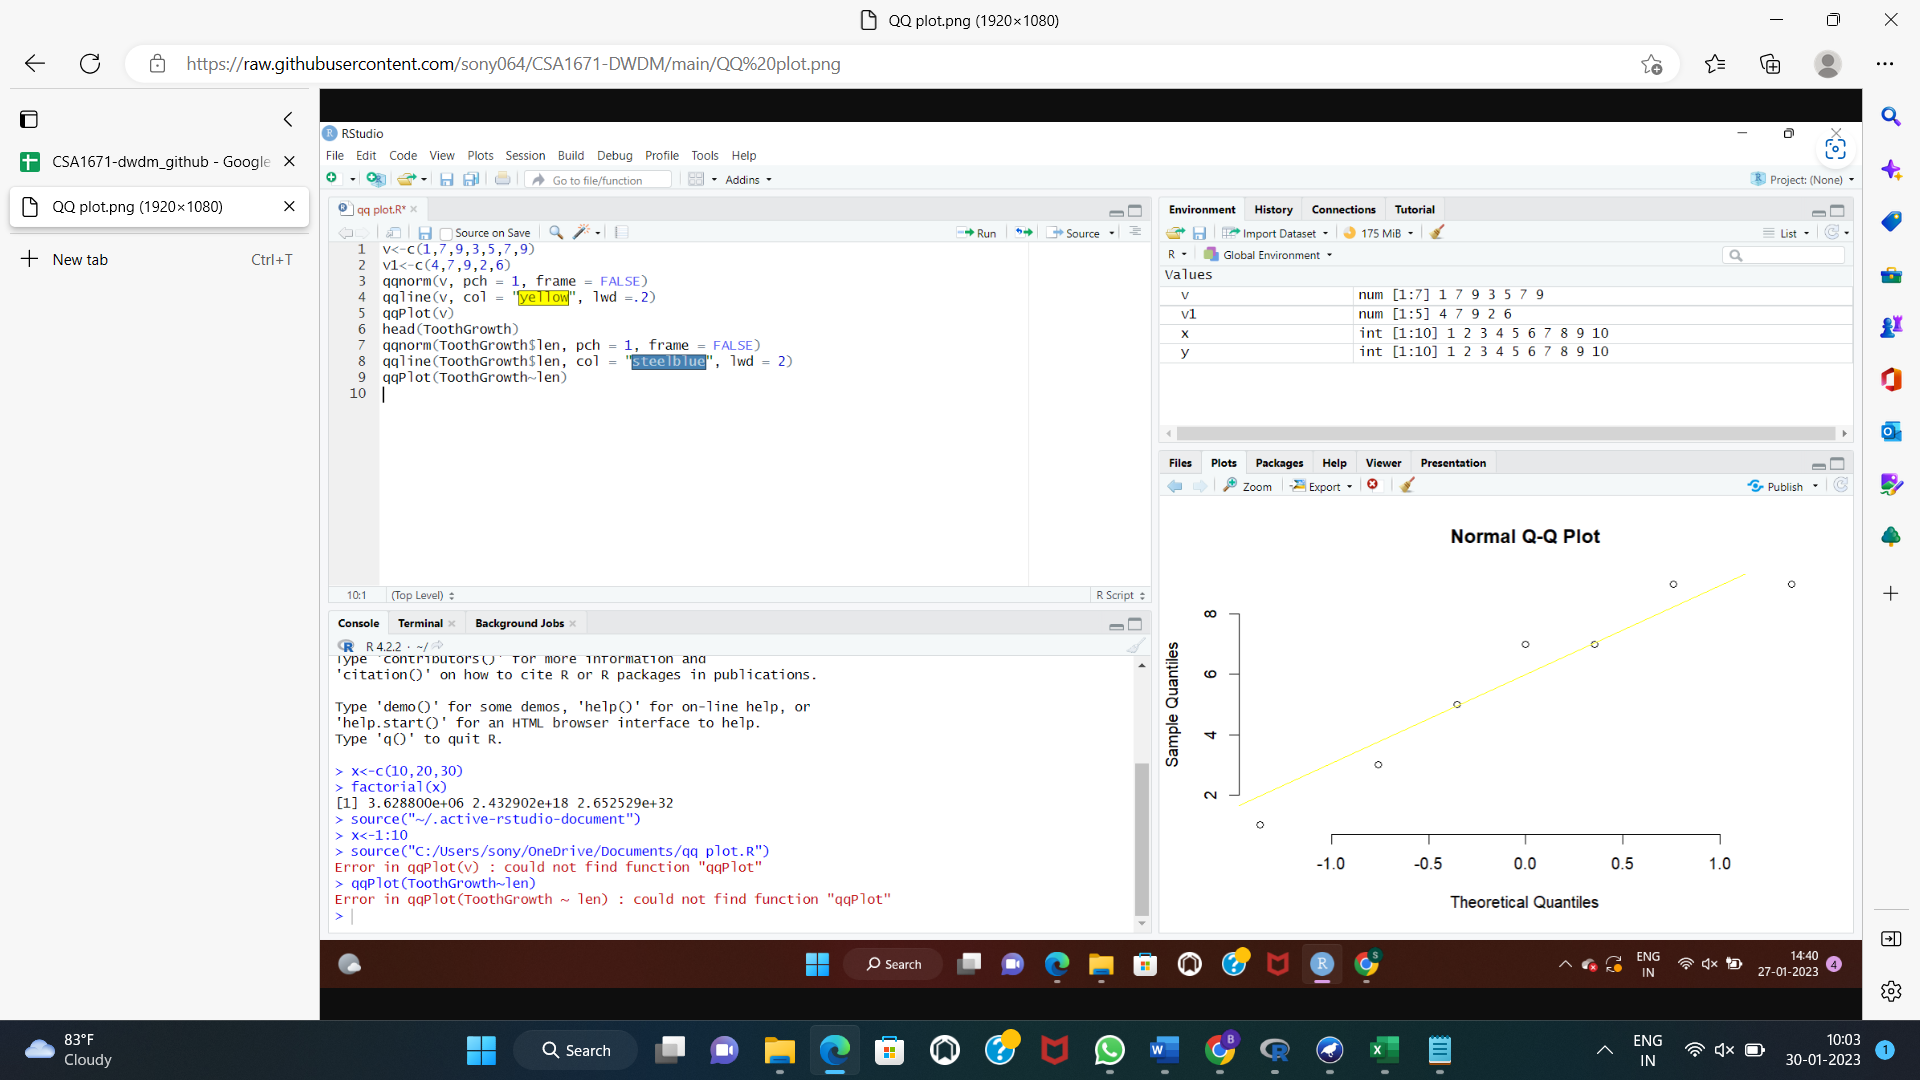 QQ plot.png (1920×1080)
https://raw.githubusercontent.com/sony064/CSA1671-DWDM/main/QQ%20plot.png
CSA1671-dwdm_github - Google
QQ plot.png (1920×1080)
New tab Ctrl+T
RStudio
File Edit Code View Plots Session Build Debug Profile Tools Help
Go to file/function Addins Project: (None)
qq plot.R*
Source on Save Run Source
1 v<-c(1,7,9,3,5,7,9)
2 v1<-c(4,7,9,2,6)
3 qqnorm(v, pch = 1, frame = FALSE)
4 qqline(v, col = "yellow", lwd =.2)
5 qqPlot(v)
6 head(ToothGrowth)
7 qqnorm(ToothGrowth$len, pch = 1, frame = FALSE)
8 qqline(ToothGrowth$len, col = "steelblue", lwd = 2)
9 qqPlot(ToothGrowth~len)
10
10:1 (Top Level) R Script
Console Terminal Background Jobs
R 4.2.2 · ~/
Type 'contributors()' for more information and
'citation()' on how to cite R or R packages in publications.
Type 'demo()' for some demos, 'help()' for on-line help, or
'help.start()' for an HTML browser interface to help.
Type 'q()' to quit R.
> x<-c(10,20,30)
> factorial(x)
[1] 3.628800e+06 2.432902e+18 2.652529e+32
> source("~/.active-rstudio-document")
> x<-1:10
> source("C:/Users/sony/OneDrive/Documents/qq plot.R")
Error in qqPlot(v) : could not find function "qqPlot"
> qqPlot(ToothGrowth~len)
Error in qqPlot(ToothGrowth ~ len) : could not find function "qqPlot"
>
Environment History Connections Tutorial
Import Dataset 175 MiB List
R Global Environment
Values
v num [1:7] 1 7 9 3 5 7 9
v1 num [1:5] 4 7 9 2 6
x int [1:10] 1 2 3 4 5 6 7 8 9 10
y int [1:10] 1 2 3 4 5 6 7 8 9 10
Files Plots Packages Help Viewer Presentation
Zoom Export Publish
Normal Q-Q Plot
Sample Quantiles
8
6
4
2
-1.0 -0.5 0.0 0.5 1.0
Theoretical Quantiles
Search
ENG
IN
14:40
27-01-2023
4
83°F
Cloudy
Search
ENG
IN
10:03
30-01-2023
1